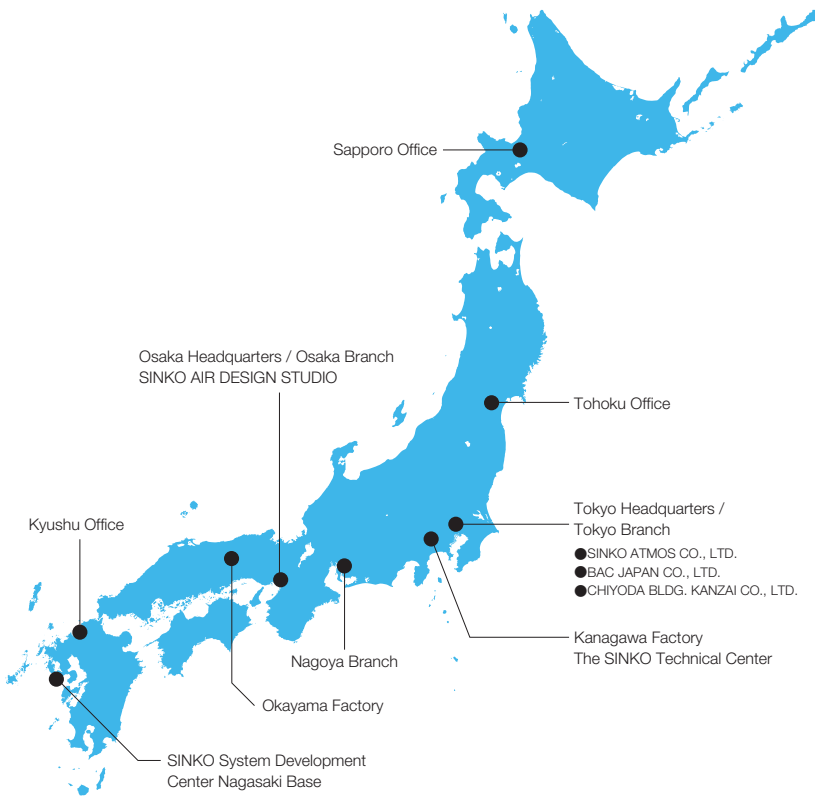 Sapporo Office
Osaka Headquarters / Osaka Branch
SINKO AIR DESIGN STUDIO
Tohoku Office
Tokyo Headquarters /
Tokyo Branch
●SINKO ATMOS CO., LTD.
●BAC JAPAN CO., LTD.
●CHIYODA BLDG. KANZAI CO., LTD.
Kyushu Office
Kanagawa Factory
The SINKO Technical Center
Nagoya Branch
Okayama Factory
SINKO System Development
Center Nagasaki Base